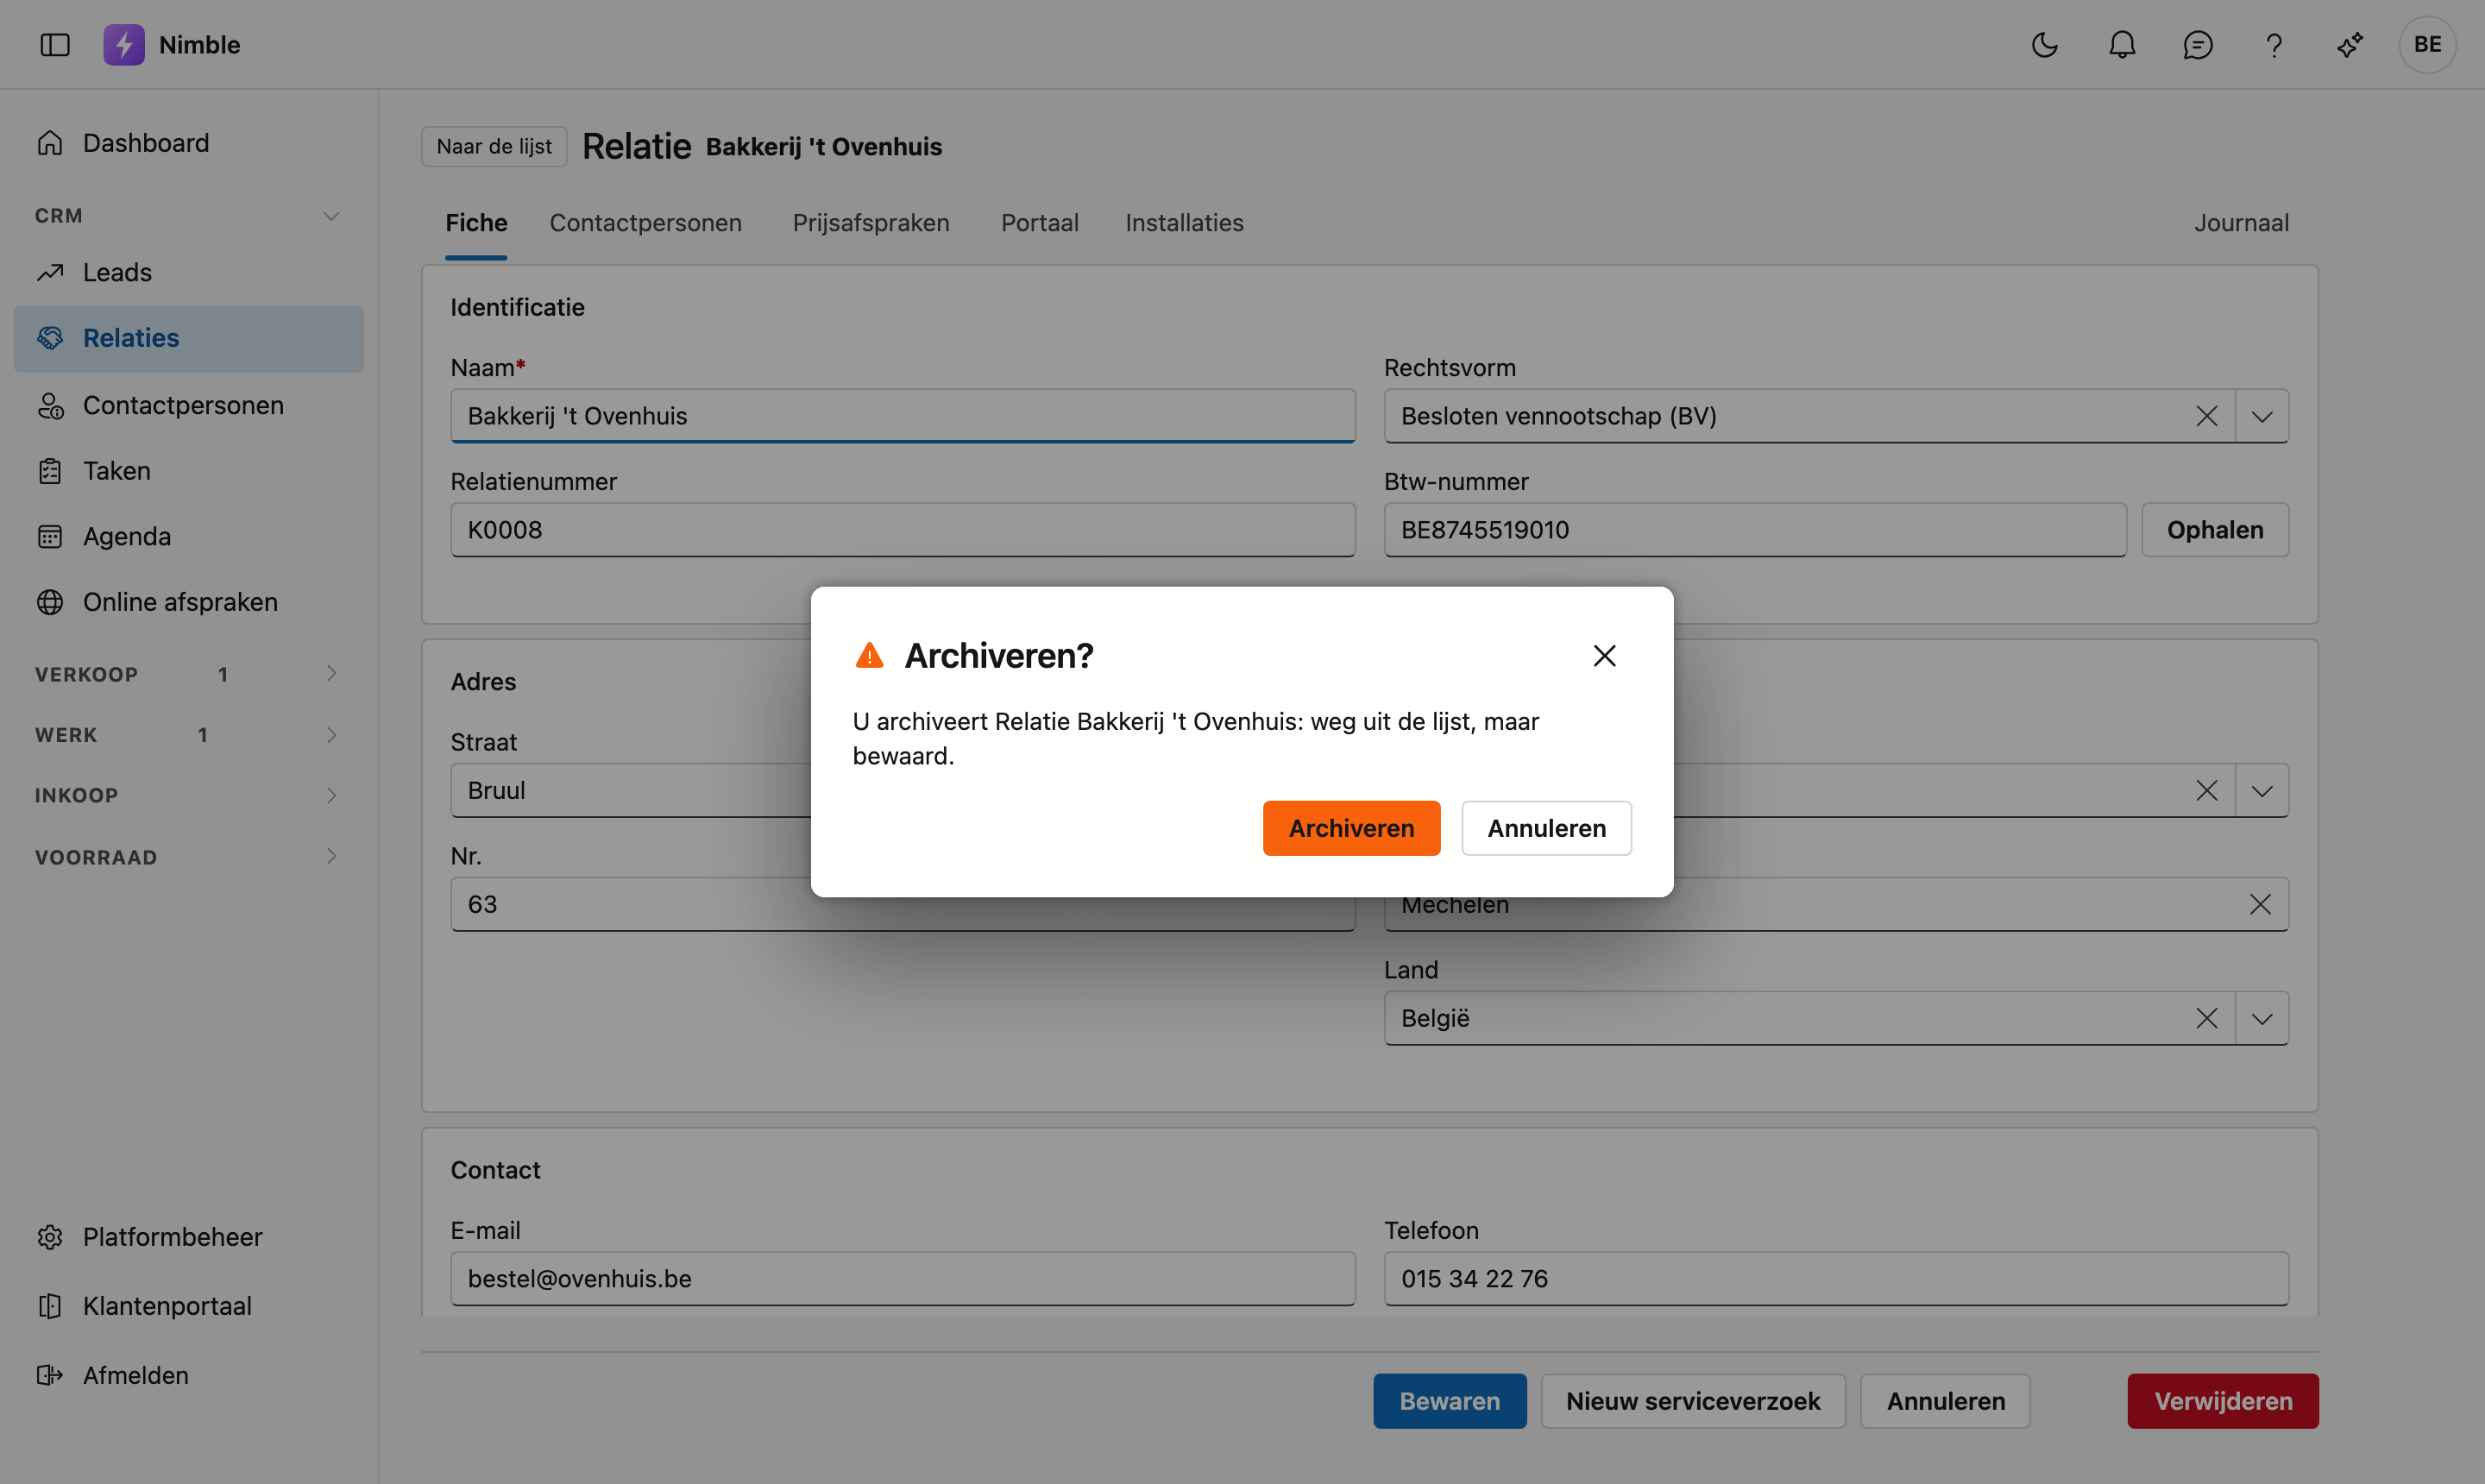 Nimble
BE
Dashboard
CRM
Leads
Relaties
Contactpersonen
Taken
Agenda
Online afspraken
VERKOOP 1
WERK 1
INKOOP
VOORRAAD
Platformbeheer
Klantenportaal
Afmelden
Naar de lijst Relatie Bakkerij 't Ovenhuis
Fiche Contactpersonen Prijsafspraken Portaal Installaties Journaal
Identificatie
Naam* Rechtsvorm
Bakkerij 't Ovenhuis Besloten vennootschap (BV)
Relatienummer Btw-nummer
K0008 BE8745519010 Ophalen
Archiveren?
U archiveert Relatie Bakkerij 't Ovenhuis: weg uit de lijst, maar
bewaard.
Archiveren Annuleren
Adres
Straat
Bruul
Nr.
63 Mechelen
Land
België
Contact
E-mail Telefoon
bestel@ovenhuis.be 015 34 22 76
Bewaren Nieuw serviceverzoek Annuleren Verwijderen